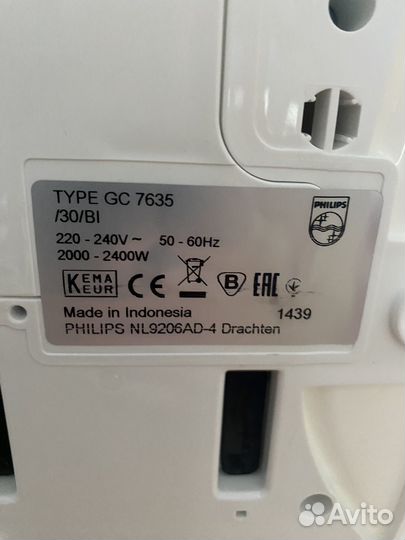 TYPE GC 7635
/30/BI
PHILIPS
220 - 240V ~ 50 - 60Hz
2000 - 2400W
KEMA
KEUR
CE
B
EAC
Made in Indonesia 1439
PHILIPS NL9206AD-4 Drachten
Avito